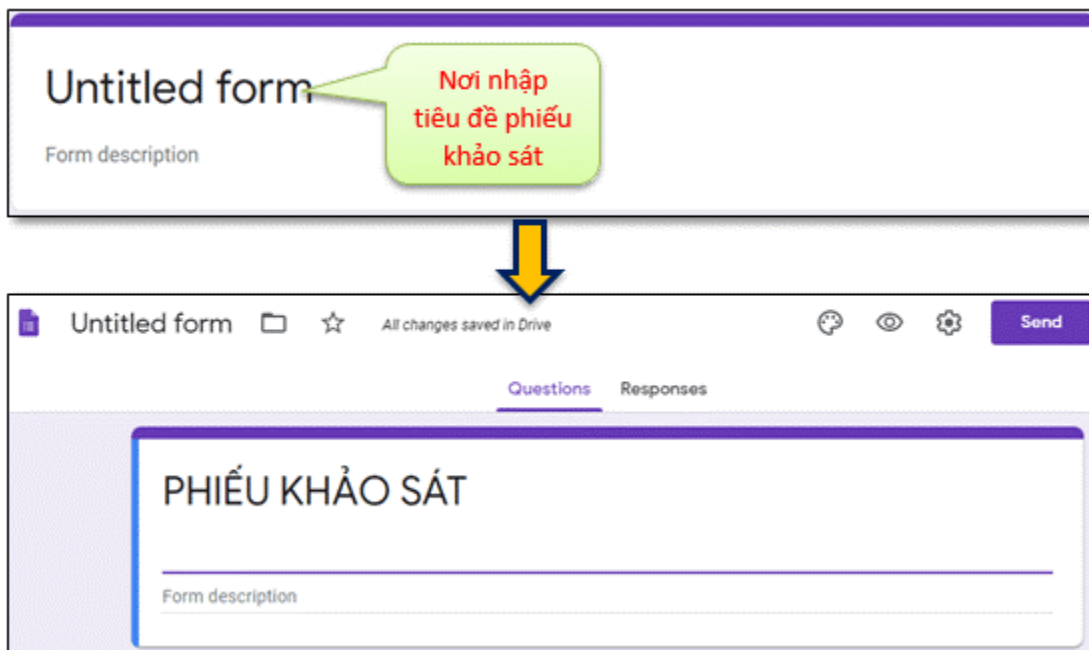 Untitled form
Nơi nhập
tiêu đề phiếu
khảo sát
Form description
Untitled form All changes saved in Drive Send
Questions Responses
PHIẾU KHẢO SÁT
Form description